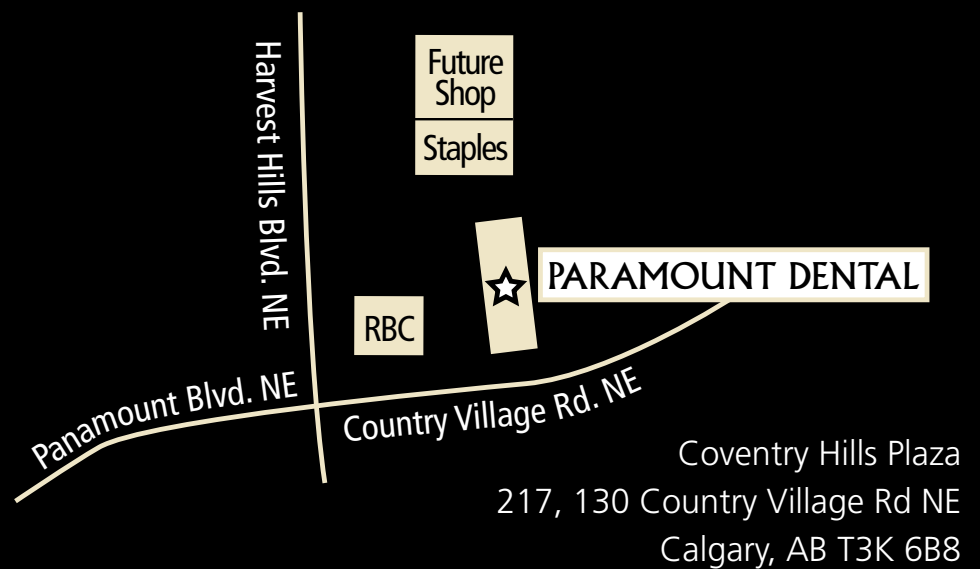 Harvest Hills Blvd. NE
Future
Shop
Staples
PARAMOUNT DENTAL
RBC
Panamount Blvd. NE
Country Village Rd. NE
Coventry Hills Plaza
217, 130 Country Village Rd NE
Calgary, AB T3K 6B8